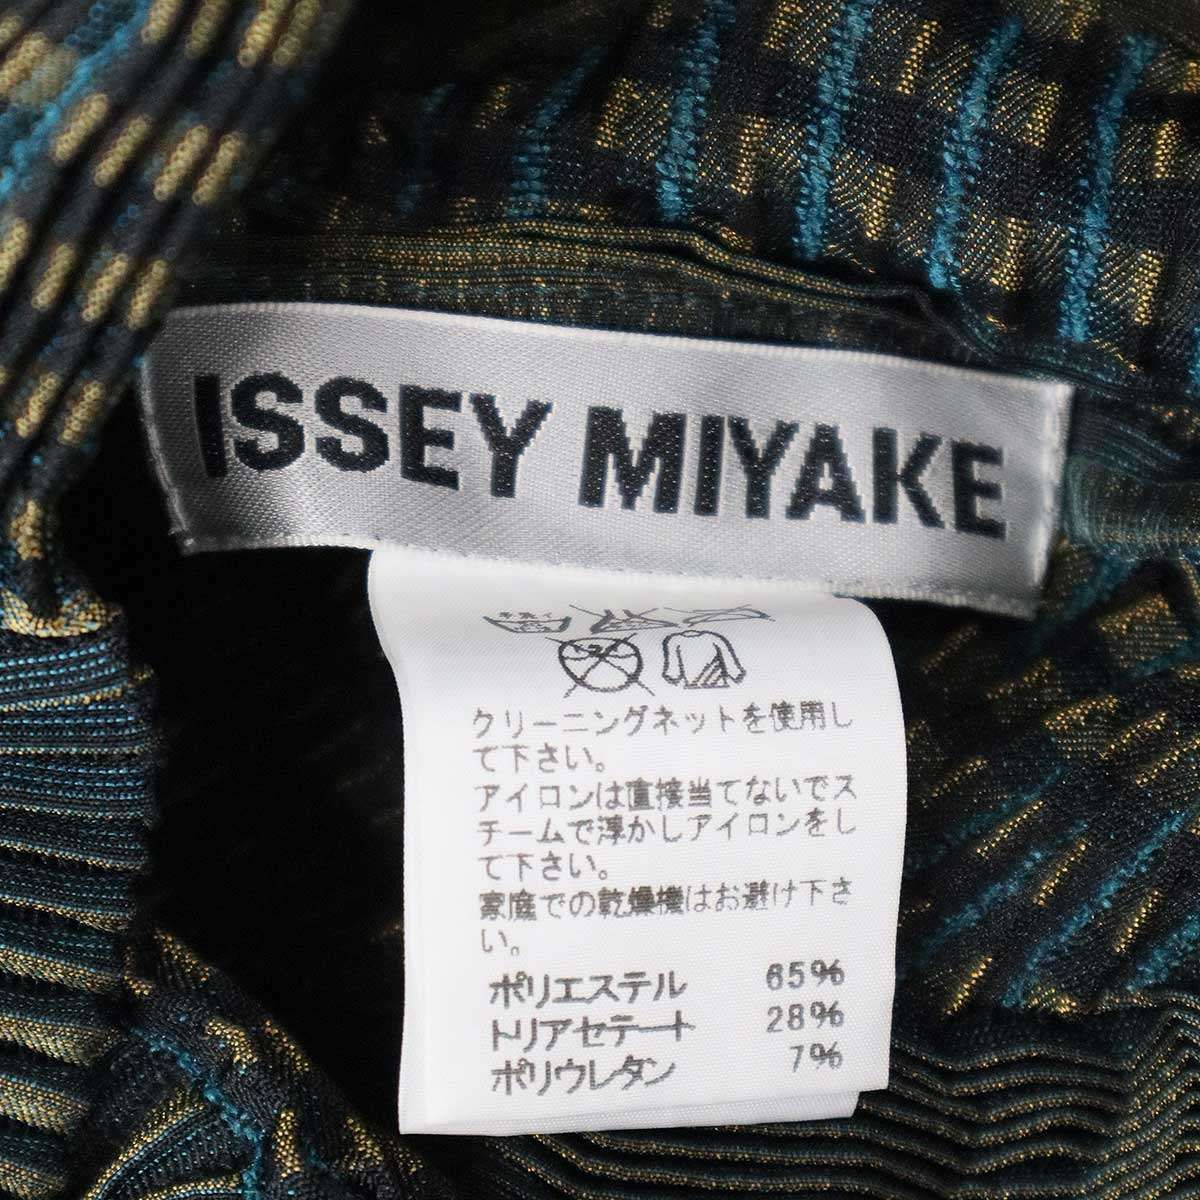 ISSEY MIYAKE
クリーニングネットを使用し
て下さい。
アイロンは直接当てないでス
チームで浮かしアイロンをし
て下さい。
家庭での乾燥機はお避け下さ
い。
ポリエステル 65%
トリアセテート 28%
ポリウレタン 7%